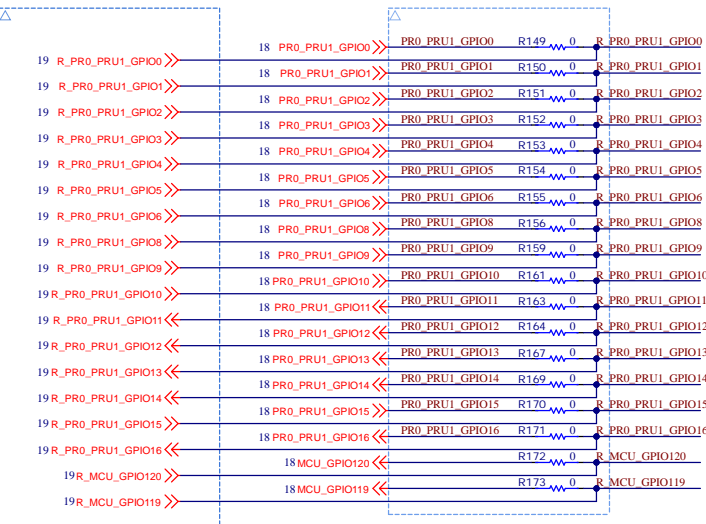 18 PR0_PRU1_GPIO0 PR0_PRU1_GPIO0 R149 0 R_PR0_PRU1_GPIO0
19 R_PR0_PRU1_GPIO0
18 PR0_PRU1_GPIO1 PR0_PRU1_GPIO1 R150 0 R_PR0_PRU1_GPIO1
19 R_PR0_PRU1_GPIO1
18 PR0_PRU1_GPIO2 PR0_PRU1_GPIO2 R151 0 R_PR0_PRU1_GPIO2
19 R_PR0_PRU1_GPIO2
18 PR0_PRU1_GPIO3 PR0_PRU1_GPIO3 R152 0 R_PR0_PRU1_GPIO3
19 R_PR0_PRU1_GPIO3
18 PR0_PRU1_GPIO4 PR0_PRU1_GPIO4 R153 0 R_PR0_PRU1_GPIO4
19 R_PR0_PRU1_GPIO4
18 PR0_PRU1_GPIO5 PR0_PRU1_GPIO5 R154 0 R_PR0_PRU1_GPIO5
19 R_PR0_PRU1_GPIO5
18 PR0_PRU1_GPIO6 PR0_PRU1_GPIO6 R155 0 R_PR0_PRU1_GPIO6
19 R_PR0_PRU1_GPIO6
18 PR0_PRU1_GPIO8 PR0_PRU1_GPIO8 R156 0 R_PR0_PRU1_GPIO8
19 R_PR0_PRU1_GPIO8
18 PR0_PRU1_GPIO9 PR0_PRU1_GPIO9 R159 0 R_PR0_PRU1_GPIO9
19 R_PR0_PRU1_GPIO9
18 PR0_PRU1_GPIO10 PR0_PRU1_GPIO10 R161 0 R_PR0_PRU1_GPIO10
19 R_PR0_PRU1_GPIO10
18 PR0_PRU1_GPIO11 PR0_PRU1_GPIO11 R163 0 R_PR0_PRU1_GPIO11
19 R_PR0_PRU1_GPIO11
18 PR0_PRU1_GPIO12 PR0_PRU1_GPIO12 R164 0 R_PR0_PRU1_GPIO12
19 R_PR0_PRU1_GPIO12
18 PR0_PRU1_GPIO13 PR0_PRU1_GPIO13 R167 0 R_PR0_PRU1_GPIO13
19 R_PR0_PRU1_GPIO13
18 PR0_PRU1_GPIO14 PR0_PRU1_GPIO14 R169 0 R_PR0_PRU1_GPIO14
19 R_PR0_PRU1_GPIO14
18 PR0_PRU1_GPIO15 PR0_PRU1_GPIO15 R170 0 R_PR0_PRU1_GPIO15
19 R_PR0_PRU1_GPIO15
18 PR0_PRU1_GPIO16 PR0_PRU1_GPIO16 R171 0 R_PR0_PRU1_GPIO16
19 R_PR0_PRU1_GPIO16
18 MCU_GPIO120 R172 0 R_MCU_GPIO120
19 R_MCU_GPIO120
18 MCU_GPIO119 R173 0 R_MCU_GPIO119
19 R_MCU_GPIO119